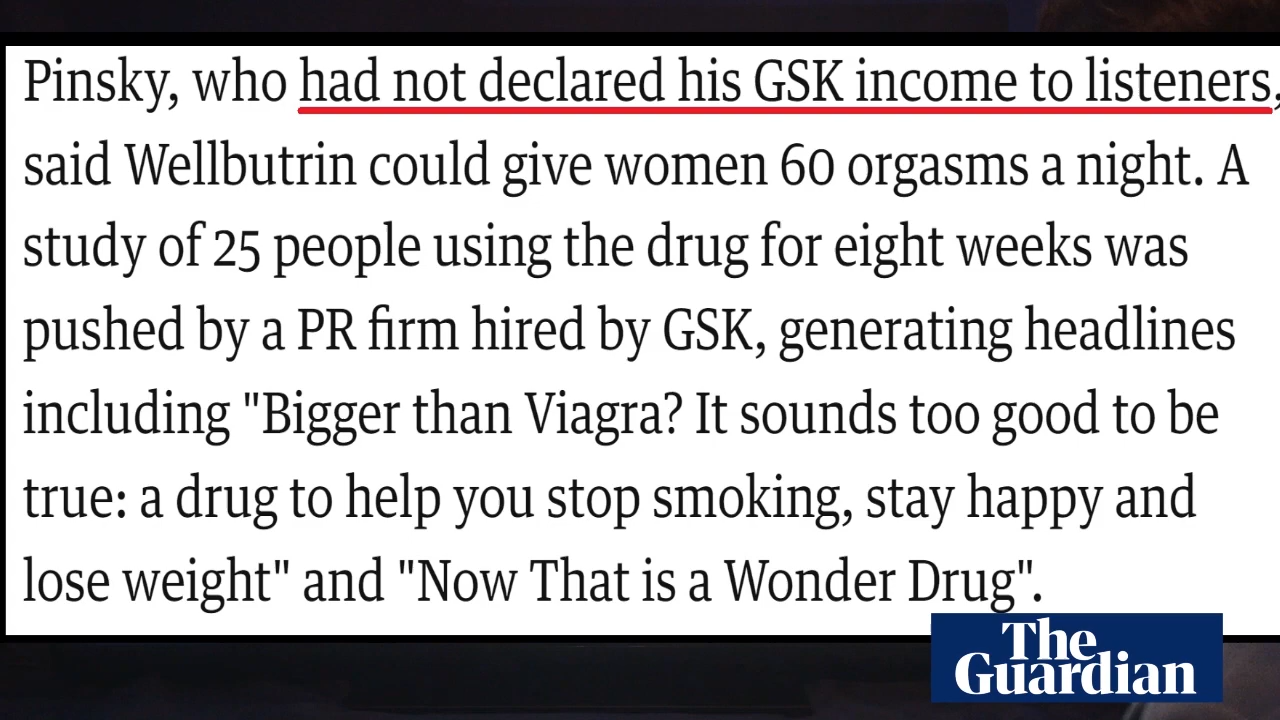 Pinsky, who had not declared his GSK income to listeners,
said Wellbutrin could give women 60 orgasms a night. A
study of 25 people using the drug for eight weeks was
pushed by a PR firm hired by GSK, generating headlines
including "Bigger than Viagra? It sounds too good to be
true: a drug to help you stop smoking, stay happy and
lose weight" and "Now That is a Wonder Drug".
The
Guardian